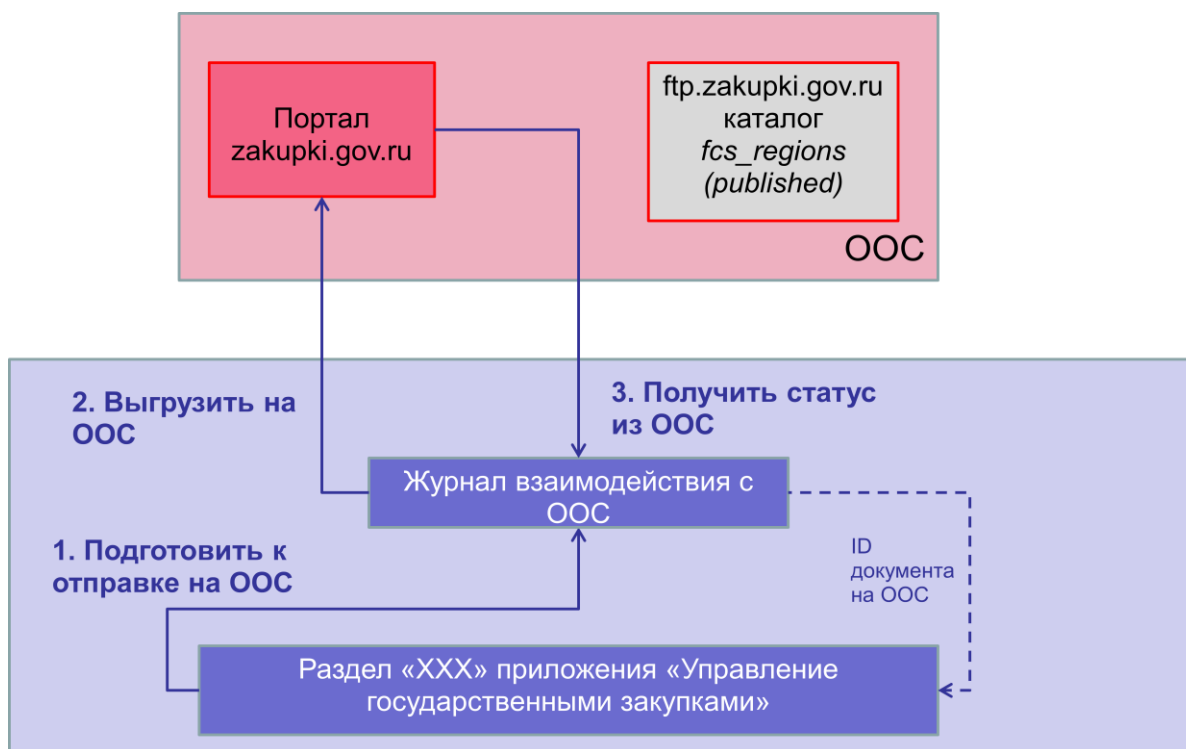 Портал
zakupki.gov.ru
ftp.zakupki.gov.ru
каталог
fcs_regions
(published)
ООС
2. Выгрузить на
ООС
3. Получить статус
из ООС
Журнал взаимодействия с
ООС
1. Подготовить к
отправке на ООС
ID
документа
на ООС
Раздел «XXX» приложения «Управление
государственными закупками»